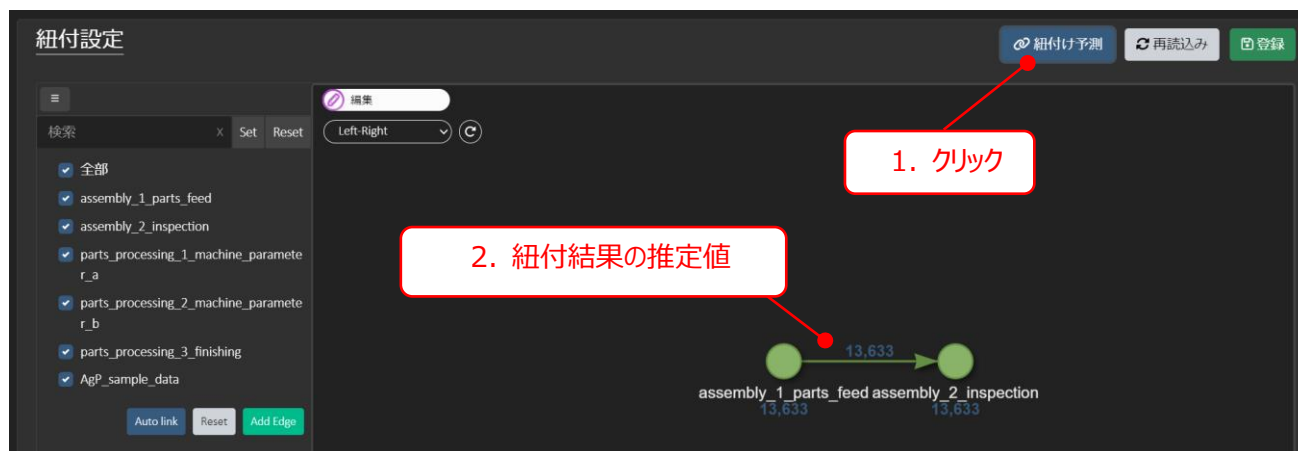 紐付設定
紐付け予測
再読込み
登録
編集
検索 x Set Reset
Left-Right
1. クリック
全部
assembly_1_parts_feed
assembly_2_inspection
2. 紐付結果の推定値
parts_processing_1_machine_paramete
r_a
parts_processing_2_machine_paramete
r_b
parts_processing_3_finishing
AgP_sample_data
13,633
assembly_1_parts_feed assembly_2_inspection
13,633 13,633
Auto link Reset Add Edge